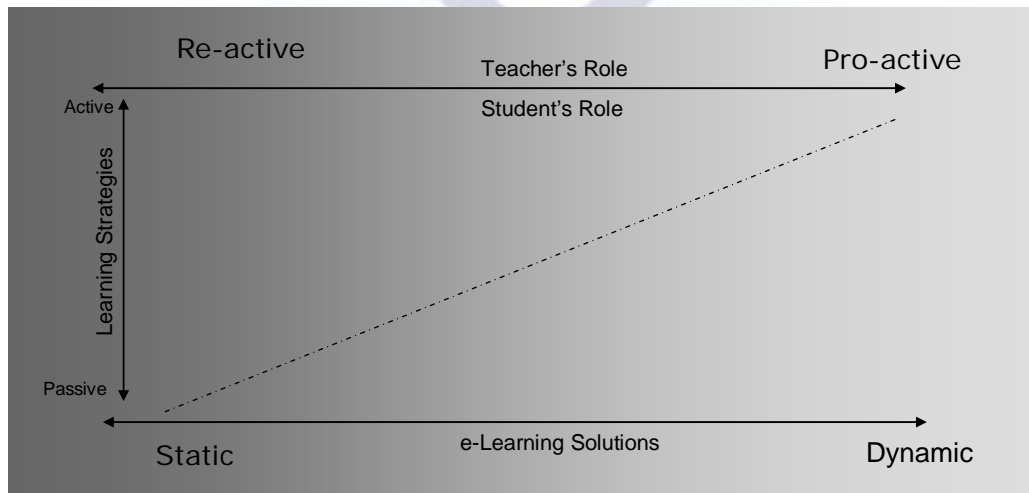 Re-active
Teacher's Role
Pro-active
Active
Student's Role
Learning Strategies
Passive
e-Learning Solutions
Static
Dynamic